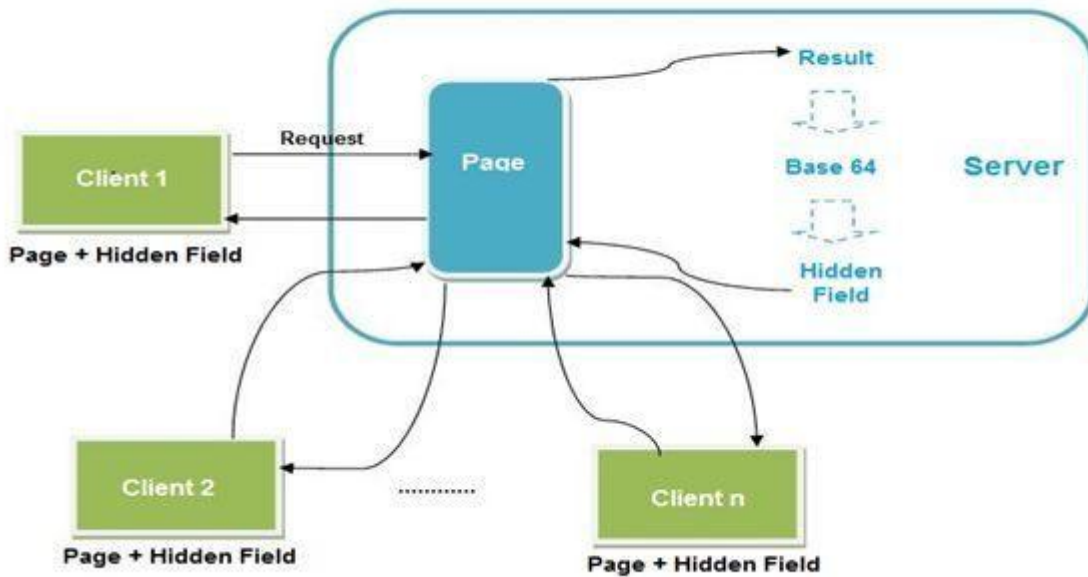 Result
Request
Client 1
Page
Base 64
Server
Page + Hidden Field
Hidden
Field
Client 2
............
Client n
Page + Hidden Field
Page + Hidden Field